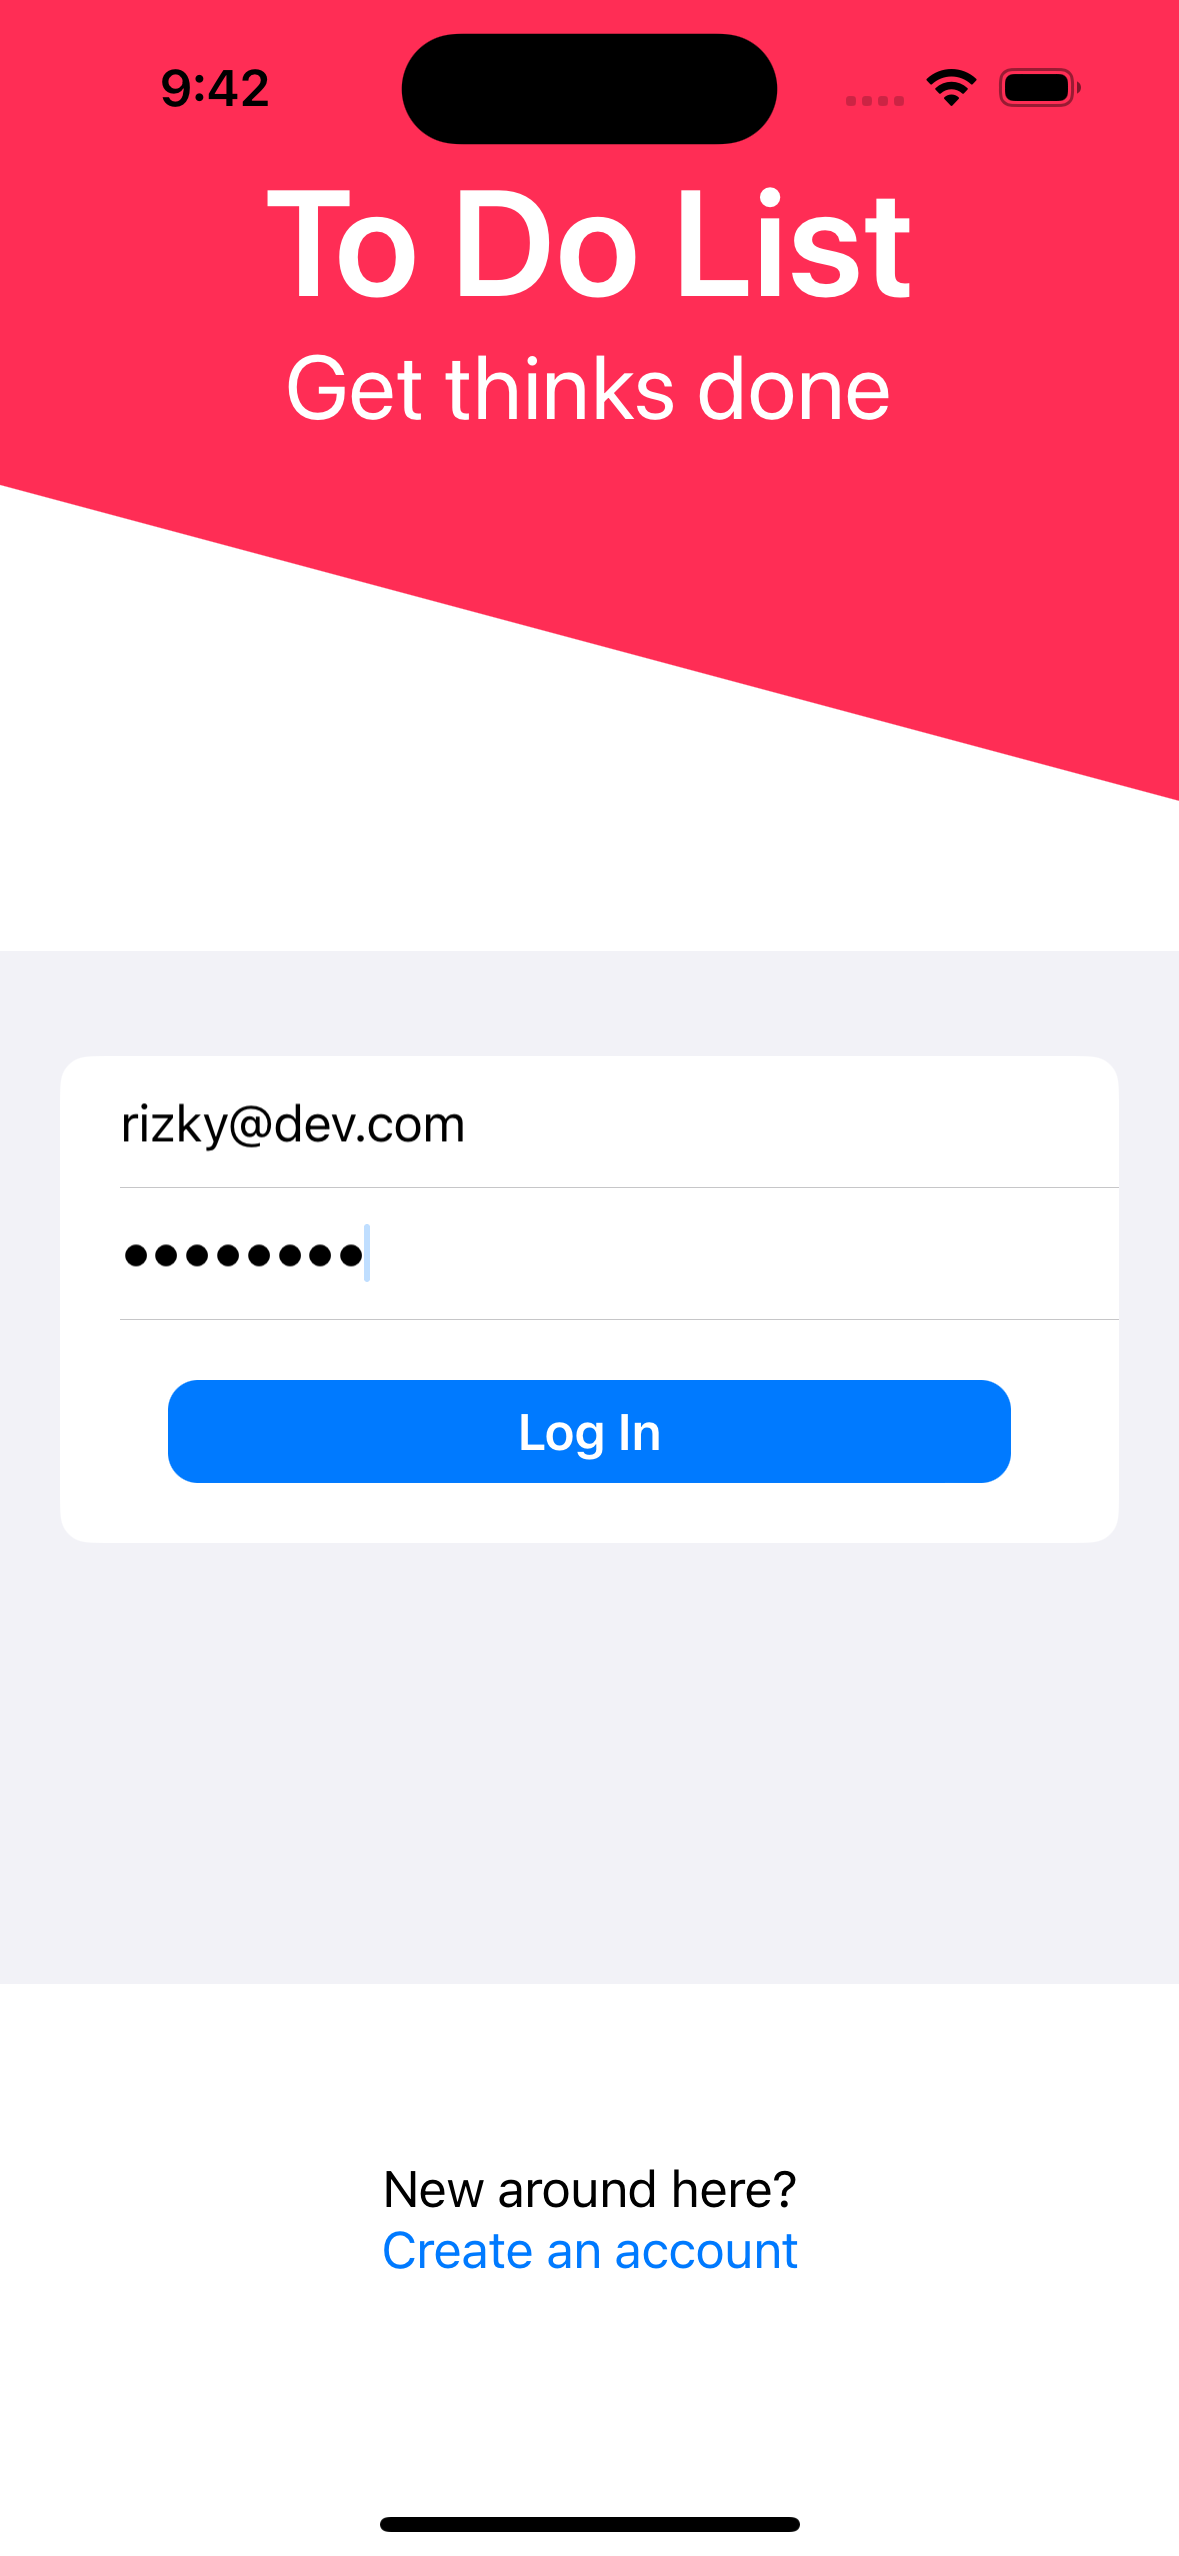 9:42
To Do List
Get thinks done
rizky@dev.com
••••••••
Log In
New around here?
Create an account